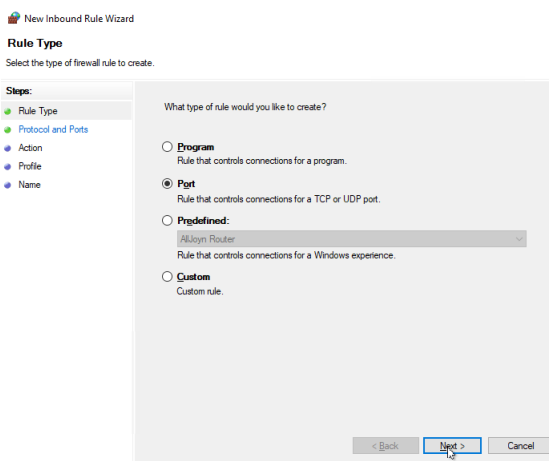 New Inbound Rule Wizard
Rule Type
Select the type of firewall rule to create.
Steps:
Rule Type
Protocol and Ports
Action
Profile
Name
What type of rule would you like to create?
Program
Rule that controls connections for a program.
Port
Rule that controls connections for a TCP or UDP port.
Predefined:
AllJoyn Router
Rule that controls connections for a Windows experience.
Custom
Custom rule.
< Back Next > Cancel